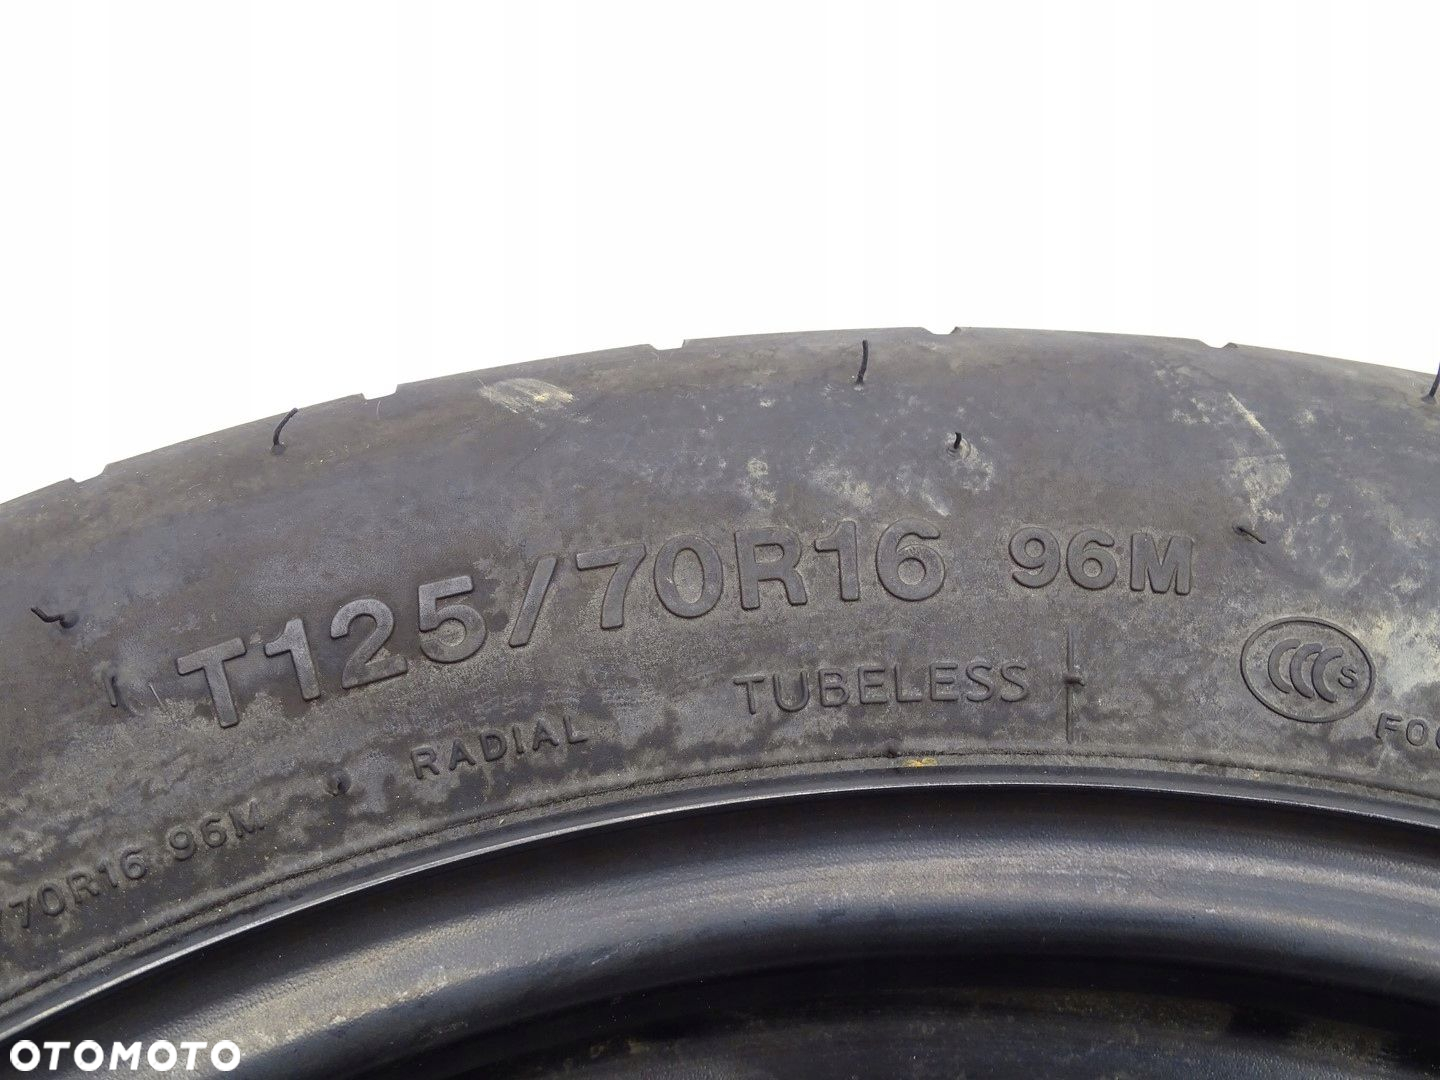 T125/70R16 96M
TUBELESS
CCC S
RADIAL
/70R16 96M
OTOMOTO